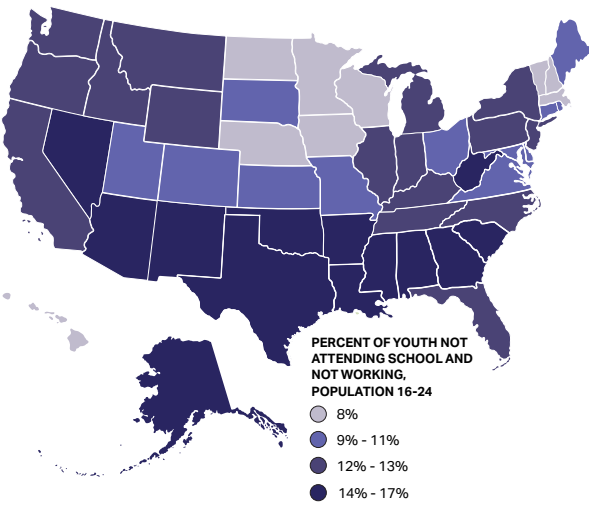 PERCENT OF YOUTH NOT
ATTENDING SCHOOL AND
NOT WORKING,
POPULATION 16-24
8%
9% - 11%
12% - 13%
14% - 17%